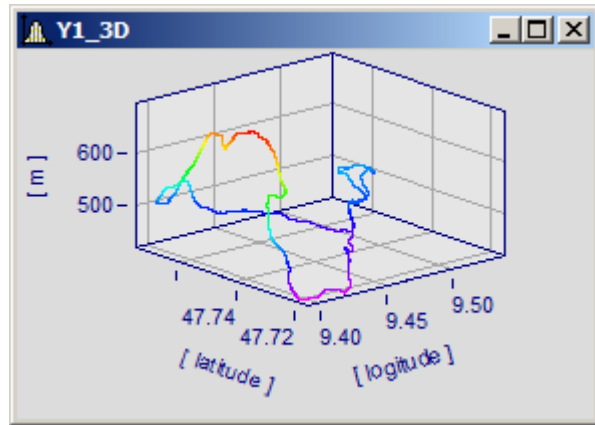 Y1_3D
600
[ m ]
500
47.74
47.72
9.40
9.45
9.50
[ latitude ]
[ logitude ]